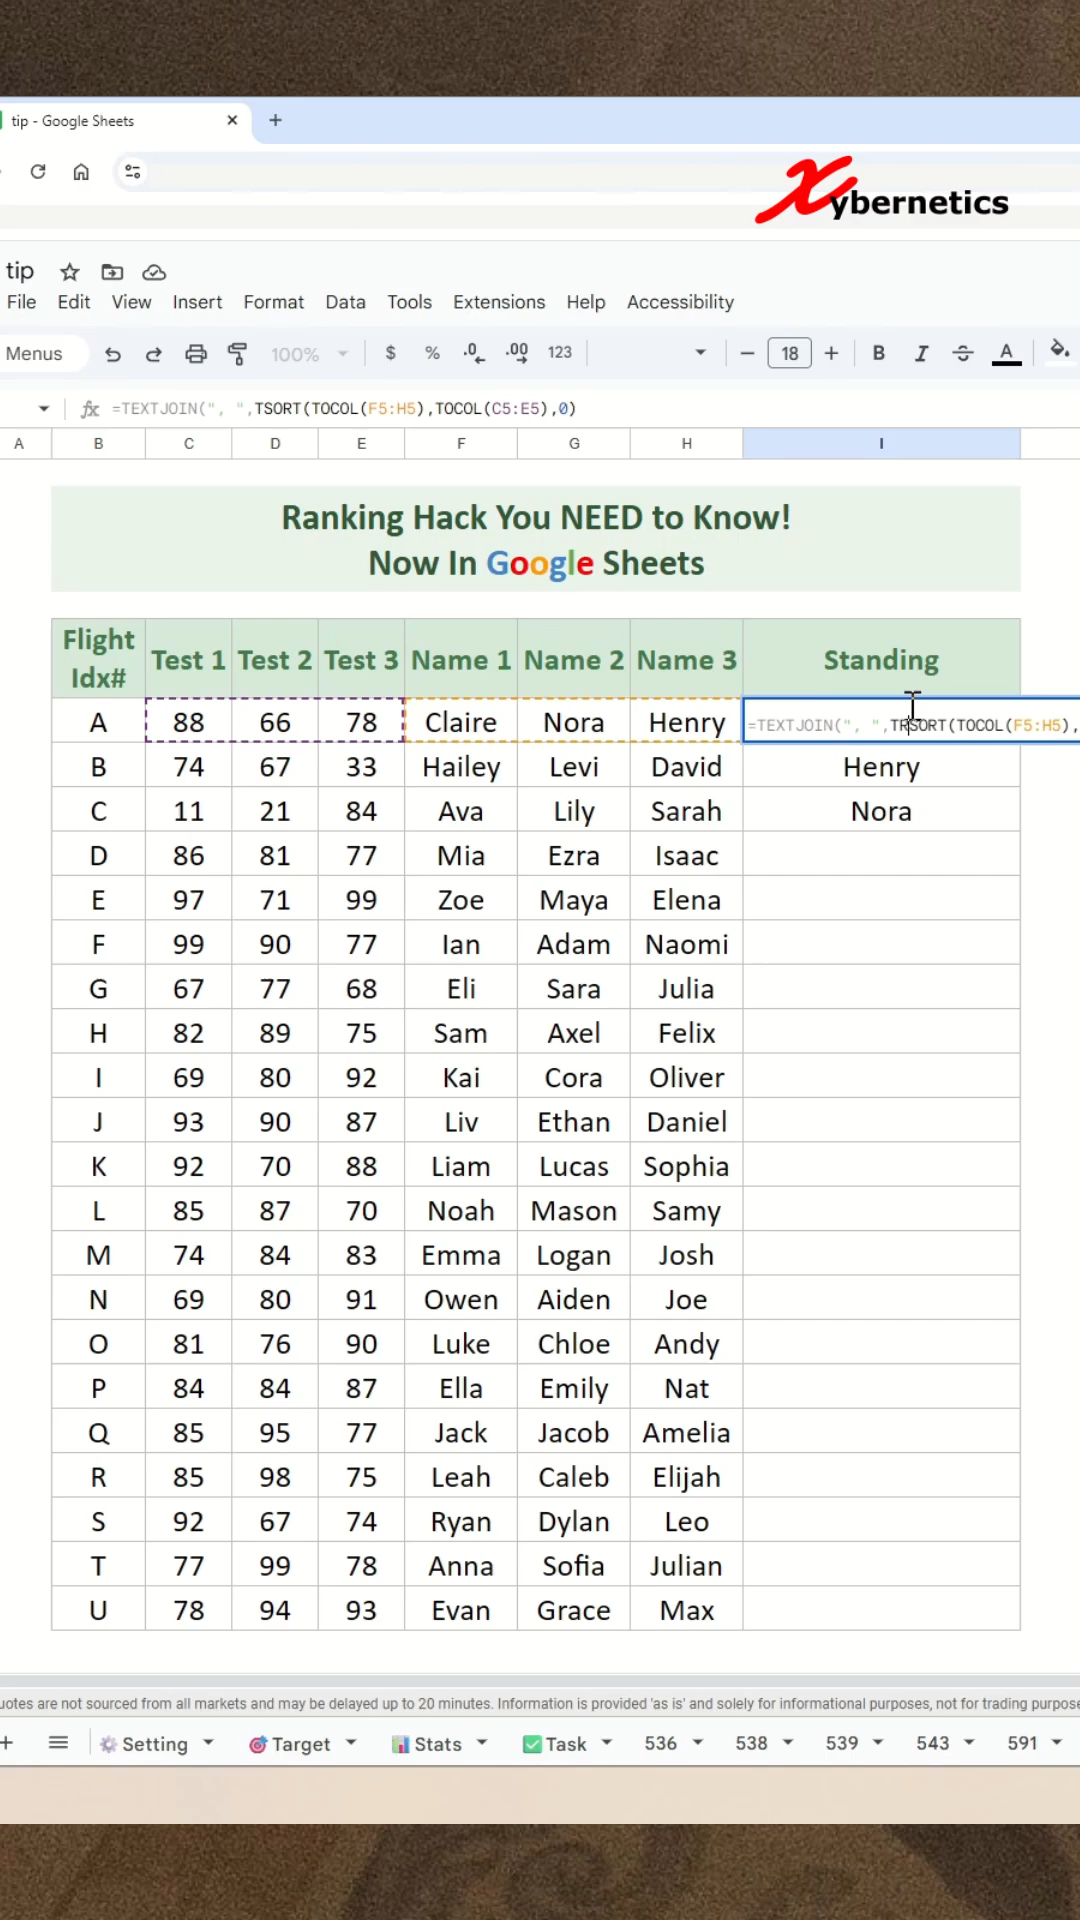 tip - Google Sheets
Xybernetics
tip
File Edit View Insert Format Data Tools Extensions Help Accessibility
Menus 100% $ % .0 .00 123 18 B I A
fx =TEXTJOIN(", ",TSORT(TOCOL(F5:H5),TOCOL(C5:E5),0)
A B C D E F G H I
Ranking Hack You NEED to Know!
Now In Google Sheets
Flight Idx# Test 1 Test 2 Test 3 Name 1 Name 2 Name 3 Standing
A 88 66 78 Claire Nora Henry =TEXTJOIN(", ",TRSORT(TOCOL(F5:H5),
B 74 67 33 Hailey Levi David Henry
C 11 21 84 Ava Lily Sarah Nora
D 86 81 77 Mia Ezra Isaac
E 97 71 99 Zoe Maya Elena
F 99 90 77 Ian Adam Naomi
G 67 77 68 Eli Sara Julia
H 82 89 75 Sam Axel Felix
I 69 80 92 Kai Cora Oliver
J 93 90 87 Liv Ethan Daniel
K 92 70 88 Liam Lucas Sophia
L 85 87 70 Noah Mason Samy
M 74 84 83 Emma Logan Josh
N 69 80 91 Owen Aiden Joe
O 81 76 90 Luke Chloe Andy
P 84 84 87 Ella Emily Nat
Q 85 95 77 Jack Jacob Amelia
R 85 98 75 Leah Caleb Elijah
S 92 67 74 Ryan Dylan Leo
T 77 99 78 Anna Sofia Julian
U 78 94 93 Evan Grace Max
uotes are not sourced from all markets and may be delayed up to 20 minutes. Information is provided 'as is' and solely for informational purposes, not for trading purpose
Setting Target Stats Task 536 538 539 543 591